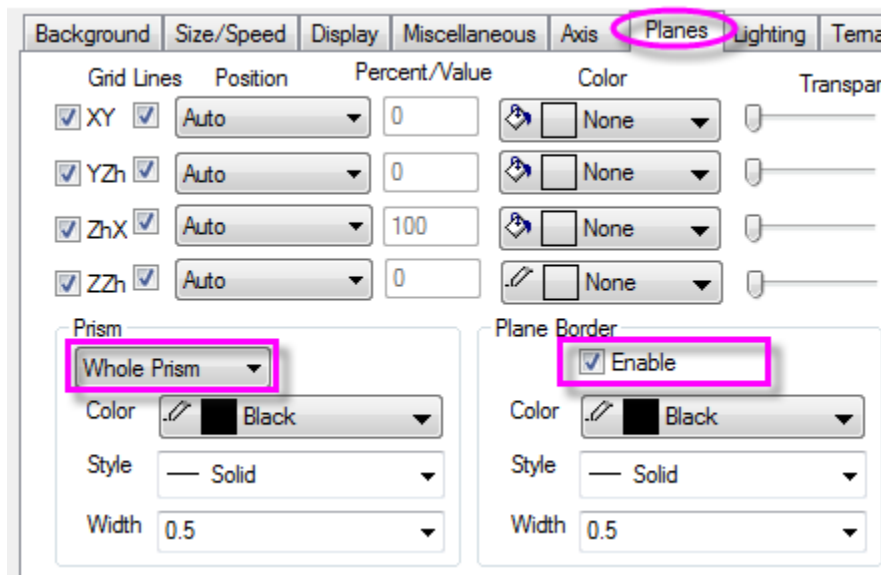 Background Size/Speed Display Miscellaneous Axis Planes Lighting Terna
Grid Lines Position Percent/Value Color Transpar
XY Auto 0 None
YZh Auto 0 None
ZhX Auto 100 None
ZZh Auto 0 None
Prism Plane Border
Whole Prism Enable
Color Black Color Black
Style Solid Style Solid
Width 0.5 Width 0.5